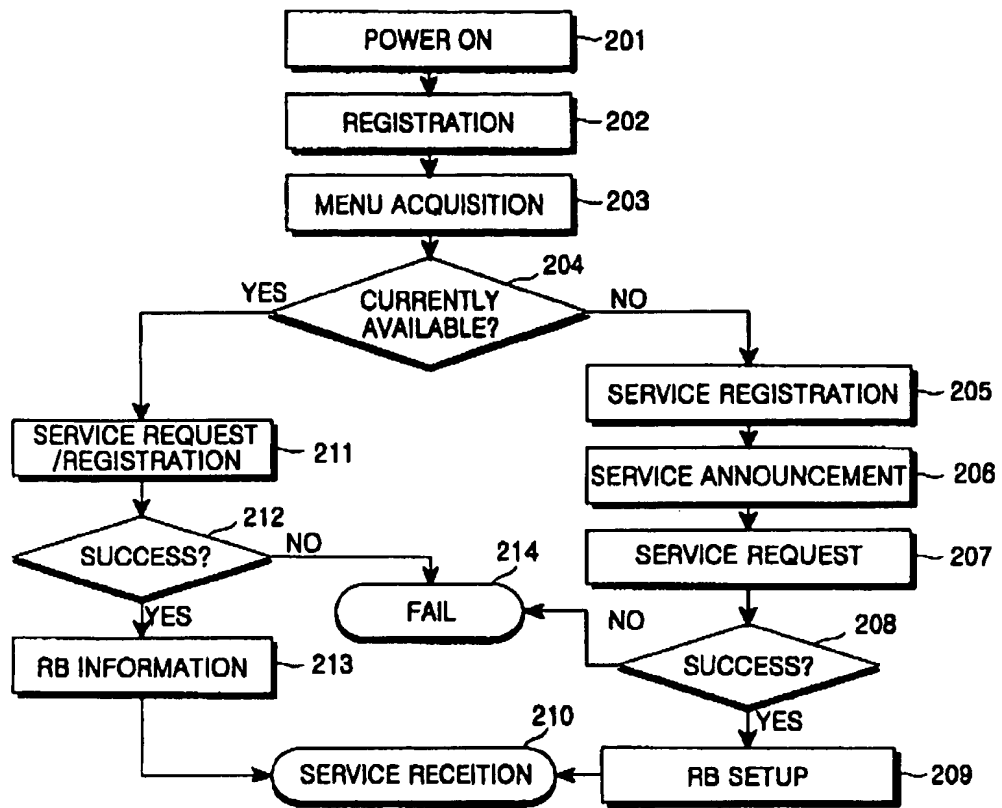 POWER ON
201
REGISTRATION
202
MENU ACQUISITION
203
204
YES
CURRENTLY
AVAILABLE?
NO
SERVICE REGISTRATION
205
SERVICE REQUEST
/REGISTRATION
211
SERVICE ANNOUNCEMENT
206
212
SUCCESS?
NO
SERVICE REQUEST
207
214
FAIL
YES
NO
208
SUCCESS?
RB INFORMATION
213
YES
210
SERVICE RECEITION
RB SETUP
209